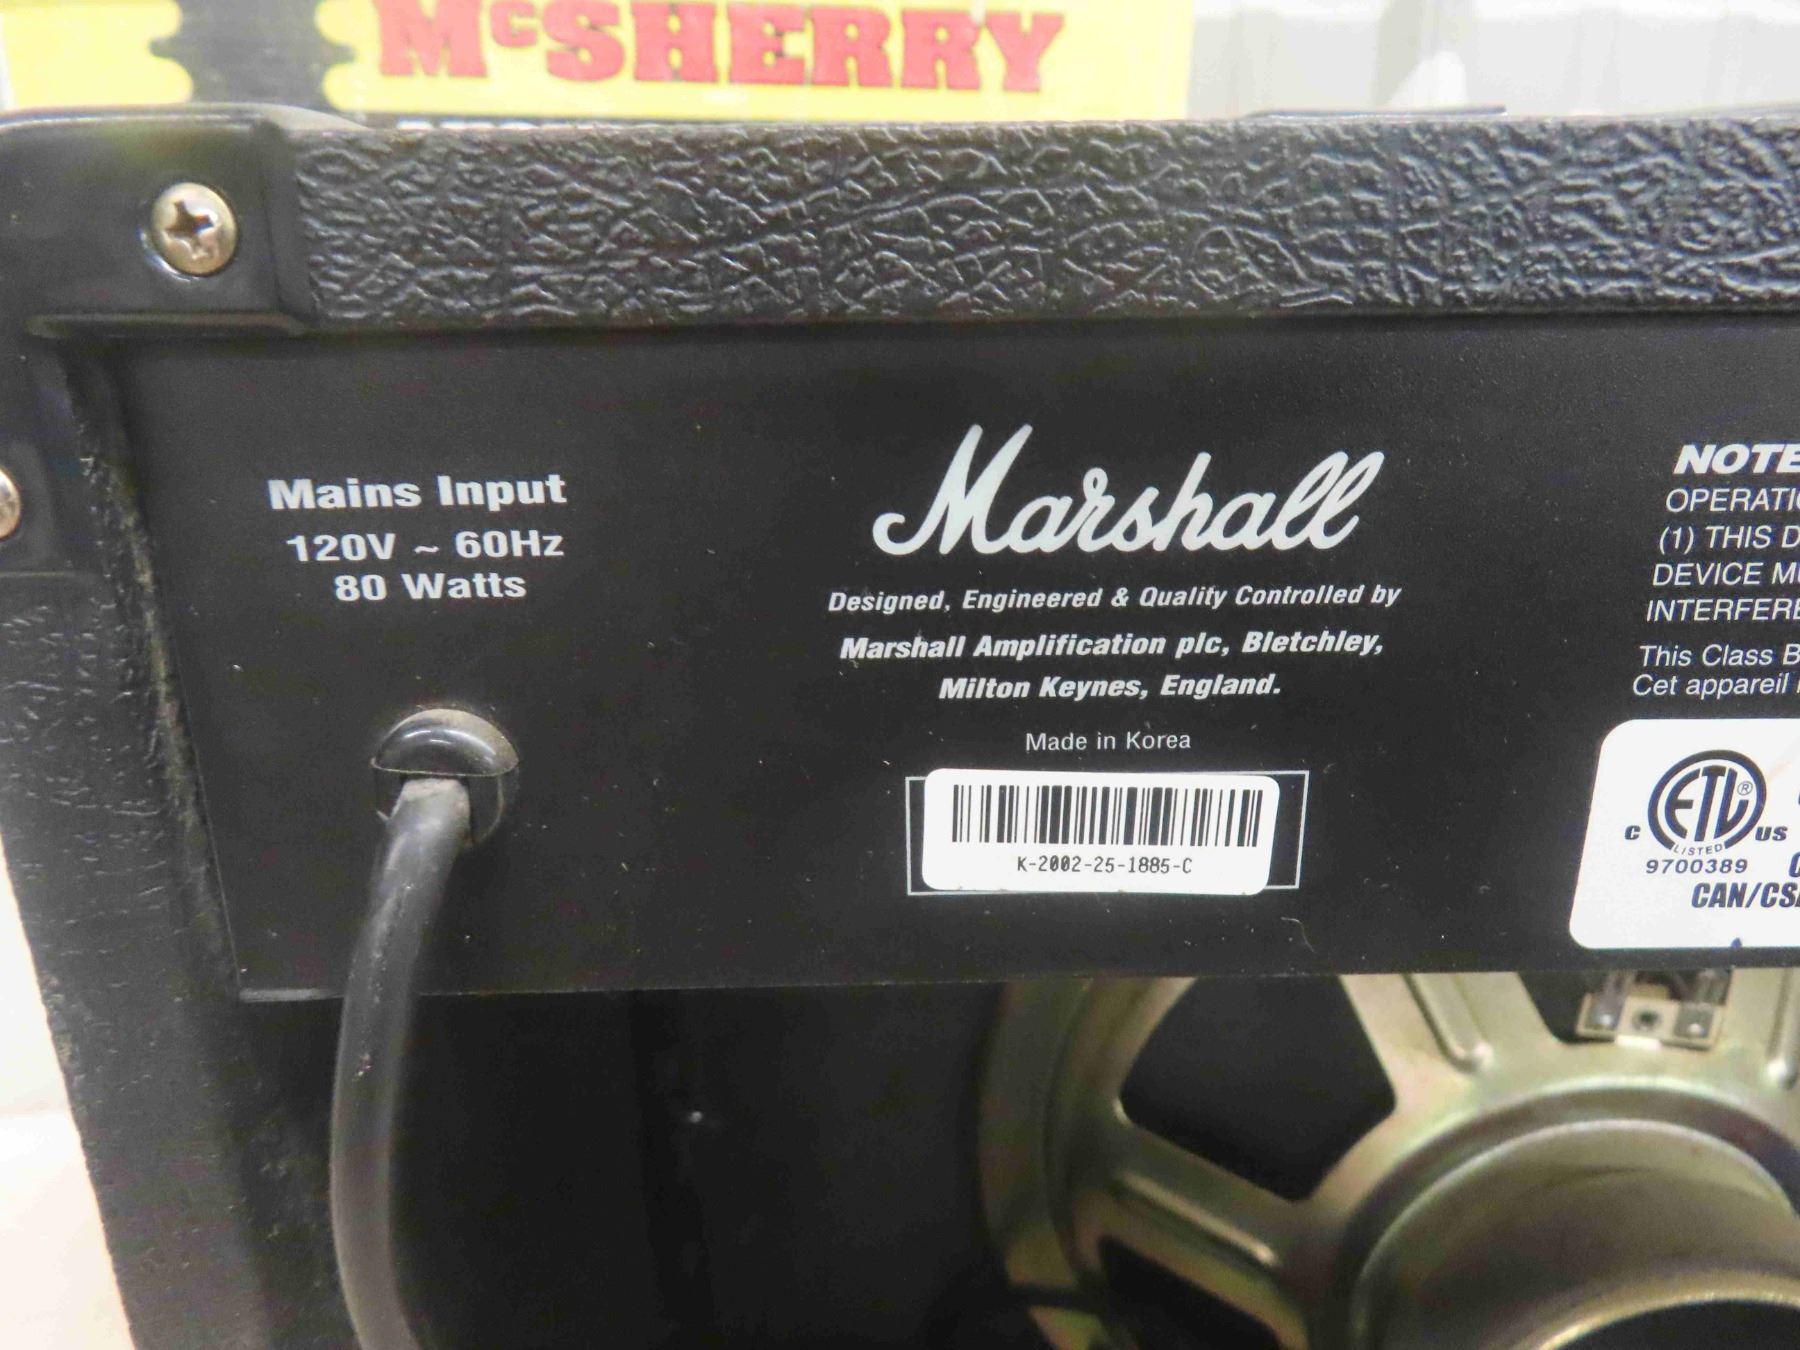 McSHERRY
Mains Input
120V ~ 60Hz
80 Watts
Marshall
Designed, Engineered & Quality Controlled by
Marshall Amplification plc, Bletchley,
Milton Keynes, England.
Made in Korea
K-2002-25-1885-C
NOTE
OPERATIO
(1) THIS D
DEVICE MU
INTERFERE
This Class B
Cet appareil
ETL®
C US
LISTED
9700389
CAN/CSA